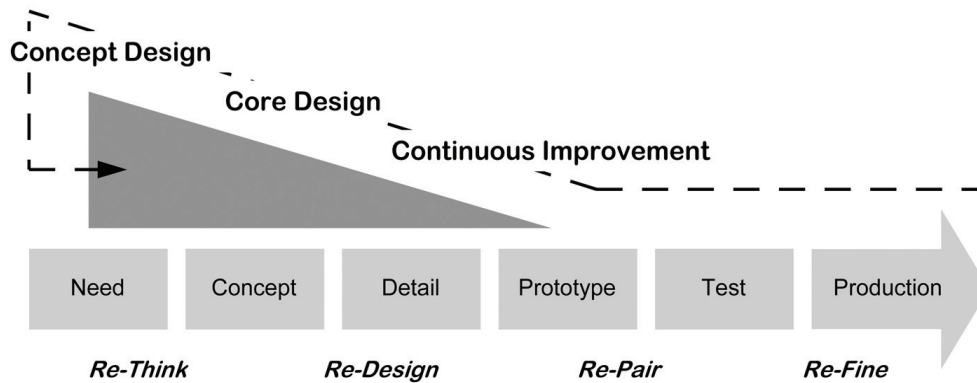 Concept Design
Core Design
Continuous Improvement
Need
Concept
Detail
Prototype
Test
Production
Re-Think
Re-Design
Re-Pair
Re-Fine